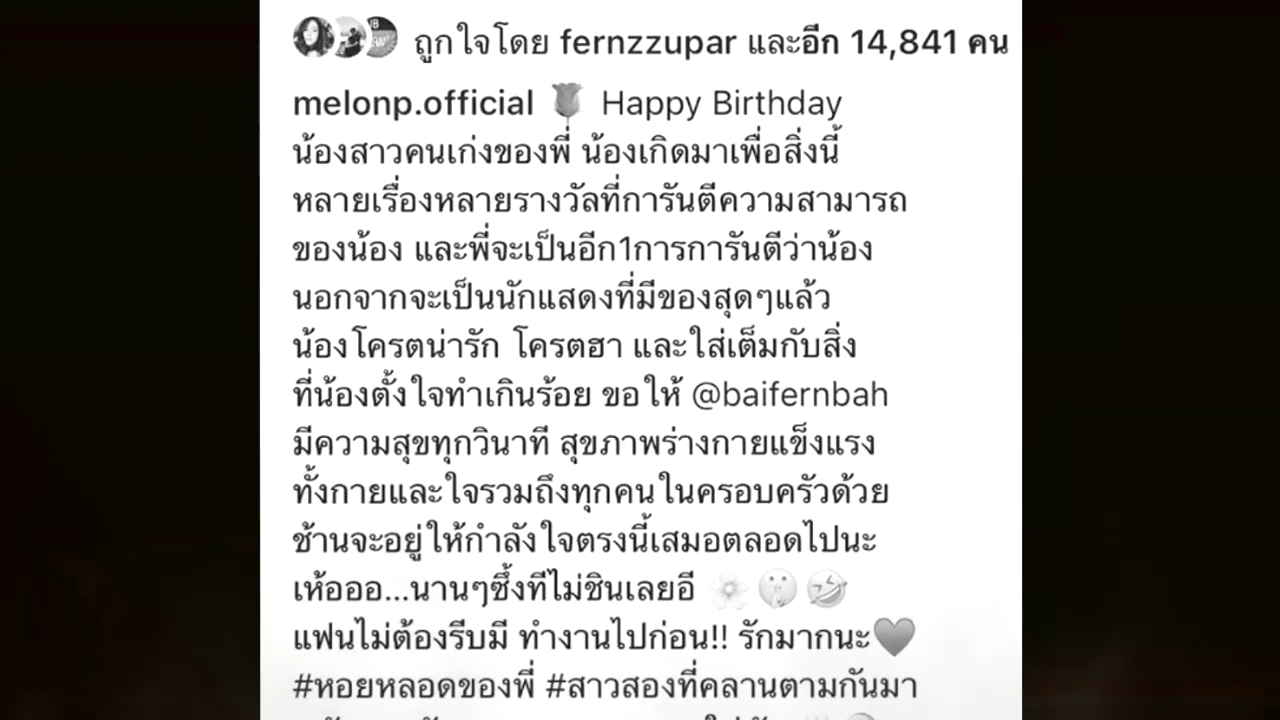 ถูกใจโดย fernzzupar และอีก 14,841 คน
melonp.official 🌹 Happy Birthday
น้องสาวคนเก่งของพี่ น้องเกิดมาเพื่อสิ่งนี้
หลายเรื่องหลายรางวัลที่การันตีความสามารถ
ของน้อง และพี่จะเป็นอีก1การการันตีว่าน้อง
นอกจากจะเป็นนักแสดงที่มีของสุดๆแล้ว
น้องโครตน่ารัก โครตฮา และใส่เต็มกับสิ่ง
ที่น้องตั้งใจทำเกินร้อย ขอให้ @baifernbah
มีความสุขทุกวินาที สุขภาพร่างกายแข็งแรง
ทั้งกายและใจรวมถึงทุกคนในครอบครัวด้วย
ช้านจะอยู่ให้กำลังใจตรงนี้เสมอตลอดไปนะ
เห้อออ...นานๆซึ้งทีไม่ชินเลยอี 🌸🤫🤣
แฟนไม่ต้องรีบมี ทำงานไปก่อน!! รักมากนะ❤
#หอยหลอดของพี่ #สาวสองที่คลานตามกันมา